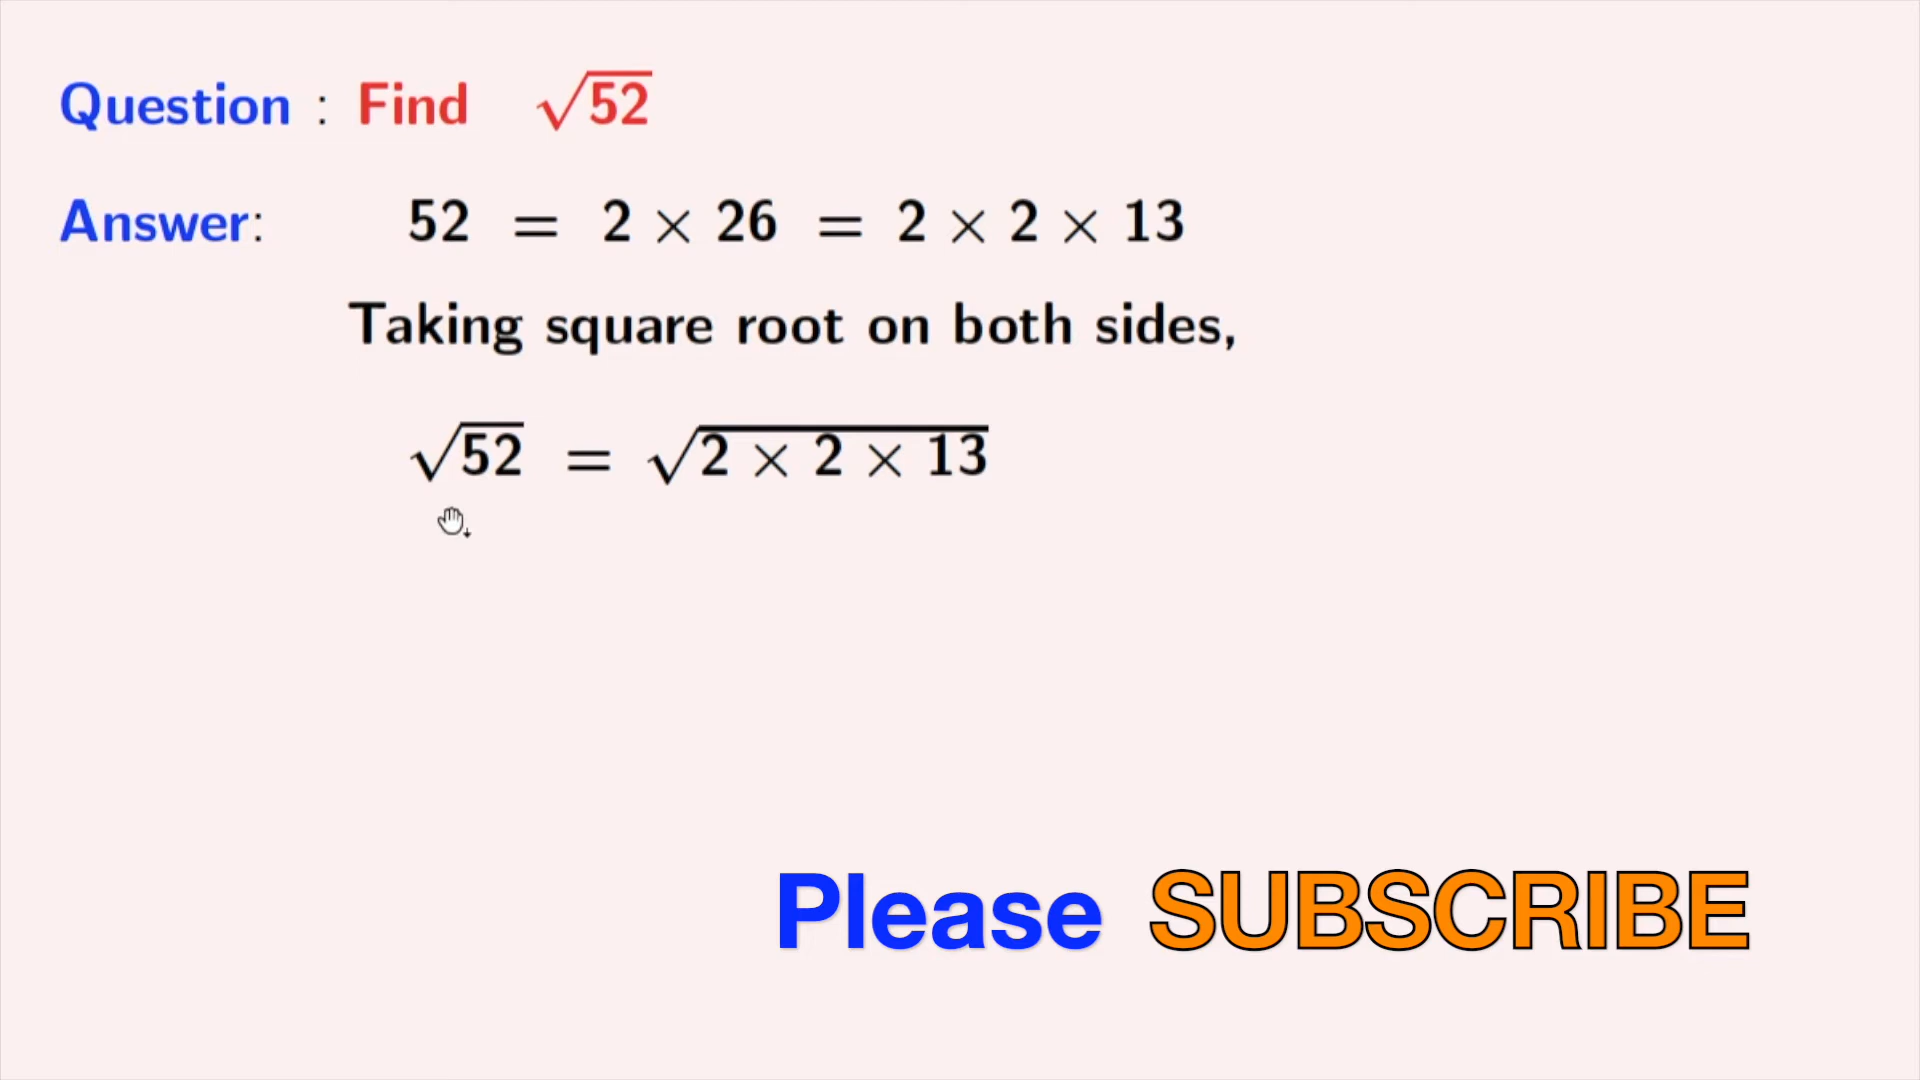 Question : Find √52
Answer: 52 = 2 × 26 = 2 × 2 × 13
Taking square root on both sides,
√52 = √2 × 2 × 13
Please SUBSCRIBE